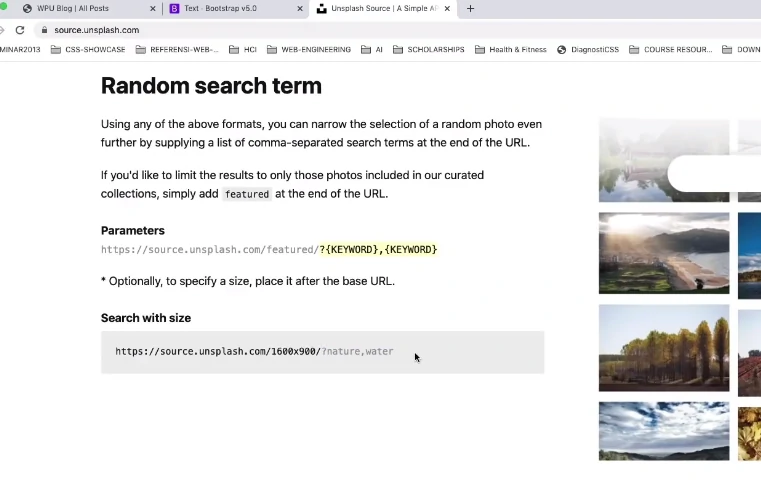 WPU Blog | All Posts
Text · Bootstrap v5.0
Unsplash Source | A Simple AP
source.unsplash.com
MINAR2013
CSS-SHOWCASE
REFERENSI-WEB-...
HCI
WEB-ENGINEERING
AI
SCHOLARSHIPS
Health & Fitness
DiagnostiCSS
COURSE RESOUR...
DOWN
Random search term
Using any of the above formats, you can narrow the selection of a random photo even
further by supplying a list of comma-separated search terms at the end of the URL.
If you'd like to limit the results to only those photos included in our curated
collections, simply add featured at the end of the URL.
Parameters
https://source.unsplash.com/featured/?{KEYWORD},{KEYWORD}
* Optionally, to specify a size, place it after the base URL.
Search with size
https://source.unsplash.com/1600x900/?nature,water